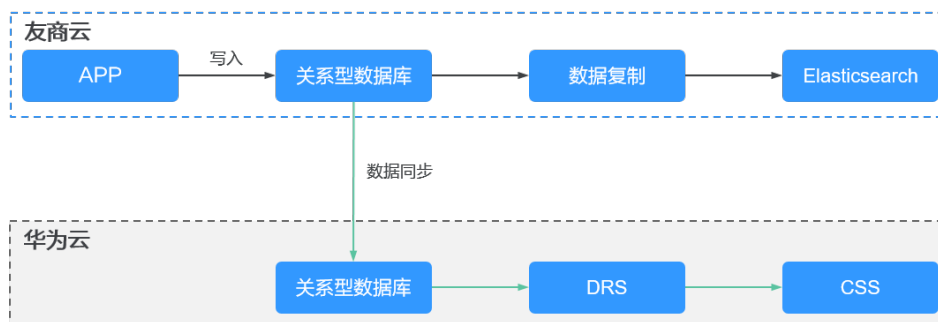 友商云
APP
写入
关系型数据库
数据复制
Elasticsearch
数据同步
华为云
关系型数据库
DRS
CSS